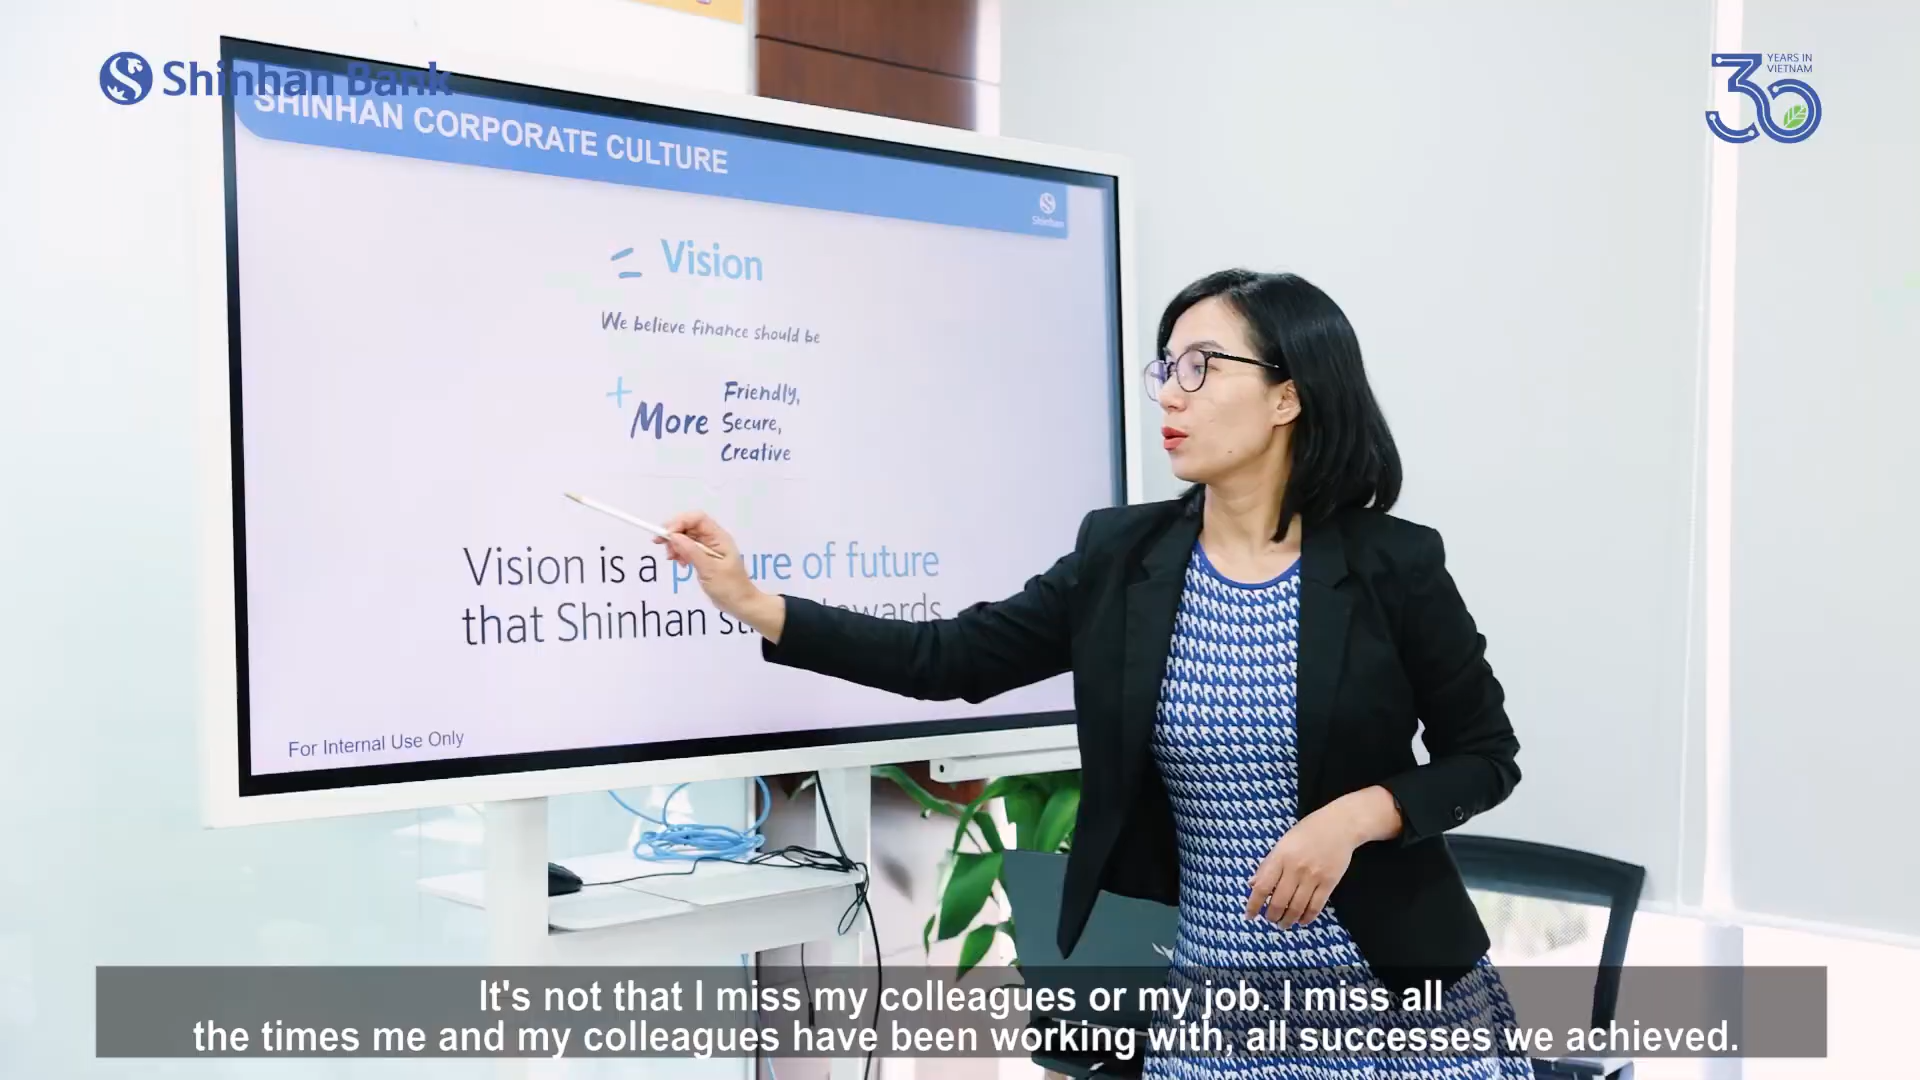 Shinhan Bank
YEARS IN
VIETNAM
30
SHINHAN CORPORATE CULTURE
Shinhan
Vision
We believe finance should be
+
More
Friendly,
Secure,
Creative
Vision is a of future
that Shinhan
For Internal Use Only
It's not that I miss my colleagues or my job. I miss all
the times me and my colleagues have been working with, all successes we achieved.